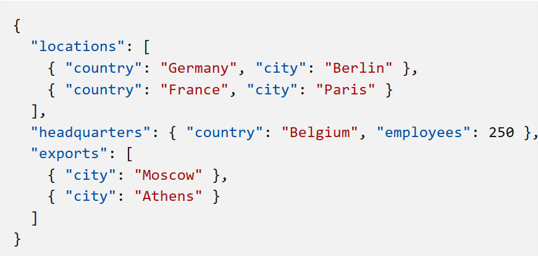 {
  "locations": [
    { "country": "Germany", "city": "Berlin" },
    { "country": "France", "city": "Paris" }
  ],
  "headquarters": { "country": "Belgium", "employees": 250 },
  "exports": [
    { "city": "Moscow" },
    { "city": "Athens" }
  ]
}